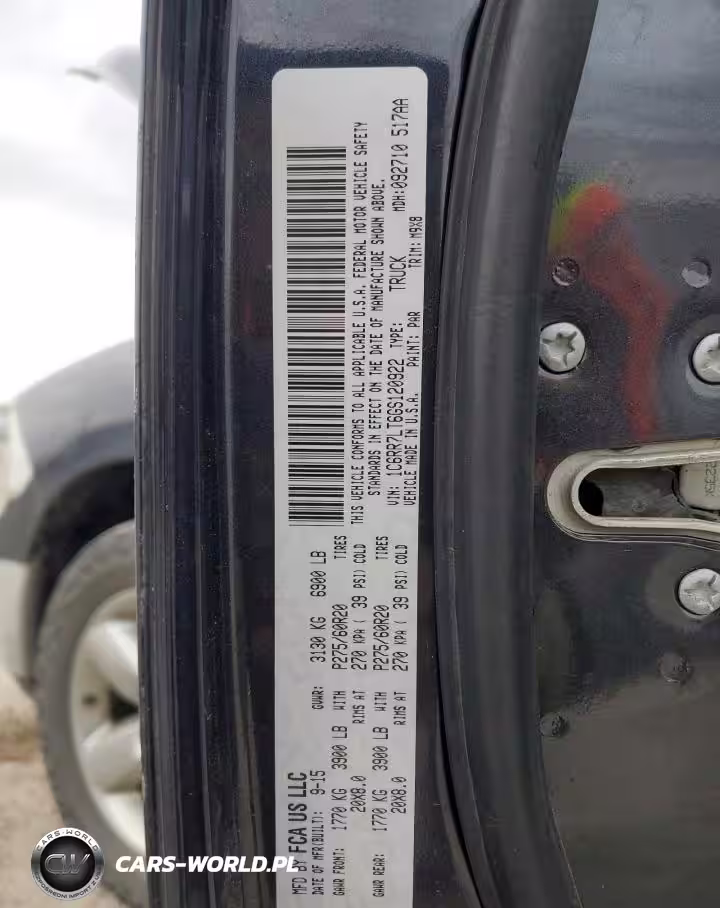 MFD BY FCA US LLC
DATE OF MFR(BUILT): 9-15 GVWR: 3130 KG 6900 LB
GAWR FRONT: 1770 KG 3900 LB WITH P275/60R20 TIRES
20X8.0 RIMS AT 270 KPA ( 39 PSI) COLD
GAWR REAR: 1770 KG 3900 LB WITH P275/60R20 TIRES
20X8.0 RIMS AT 270 KPA ( 39 PSI) COLD
THIS VEHICLE CONFORMS TO ALL APPLICABLE U.S.A. FEDERAL MOTOR VEHICLE SAFETY
STANDARDS IN EFFECT ON THE DATE OF MANUFACTURE SHOWN ABOVE.
VIN: 1C6RR7LT6GS120922 TYPE: TRUCK MDH:092710 517AA
VEHICLE MADE IN U.S.A. PAINT: PAR TRIM: M9X8
CARS-WORLD
CW
CARS-WORLD.PL